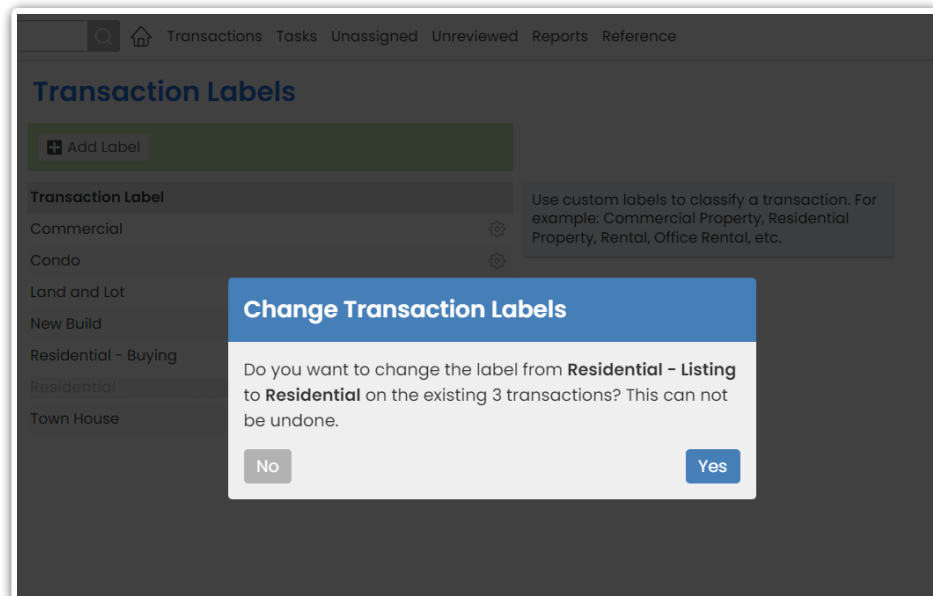 Transactions Tasks Unassigned Unreviewed Reports Reference
Transaction Labels
Add Label
Transaction Label
Commercial
Condo
Land and Lot
New Build
Residential - Buying
Residential
Town House
Use custom labels to classify a transaction. For
example: Commercial Property, Residential
Property, Rental, Office Rental, etc.
Change Transaction Labels
Do you want to change the label from Residential - Listing
to Residential on the existing 3 transactions? This can not
be undone.
No
Yes